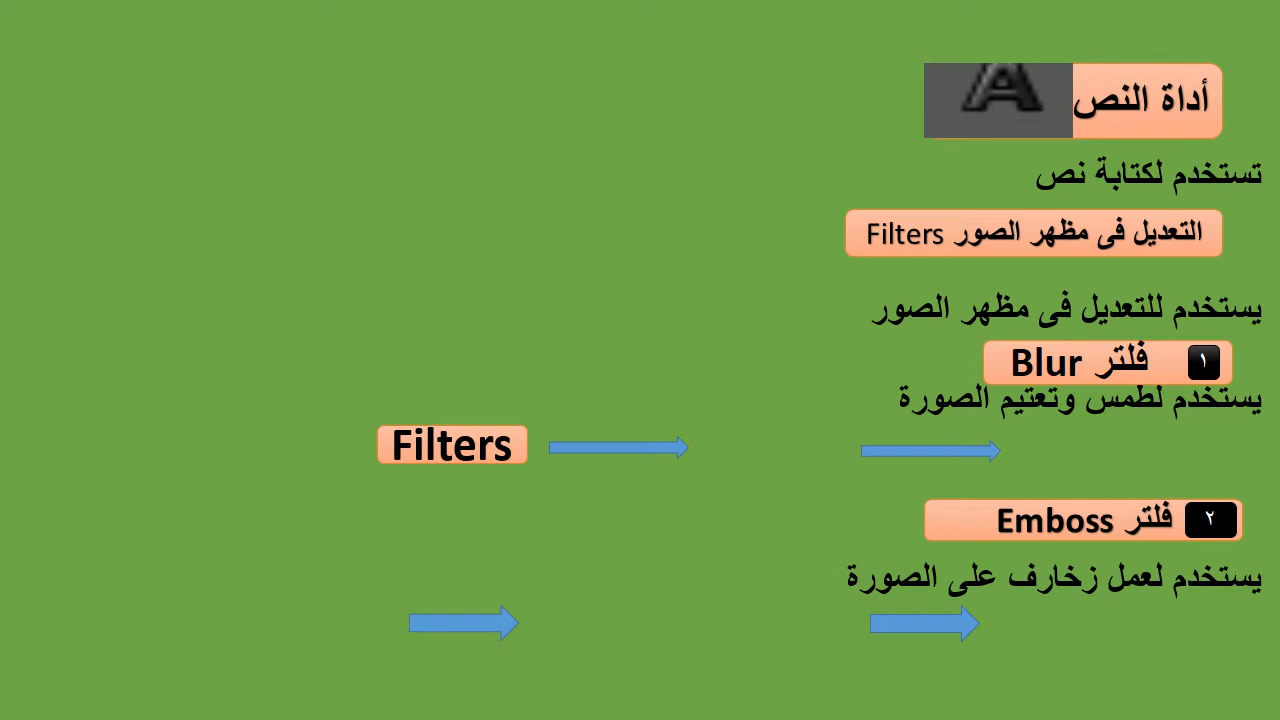 أداة النص A
تستخدم لكتابة نص
التعديل فى مظهر الصور Filters
يستخدم للتعديل فى مظهر الصور
١ فلتر Blur
يستخدم لطمس وتعتيم الصورة
Filters
٢ فلتر Emboss
يستخدم لعمل زخارف على الصورة